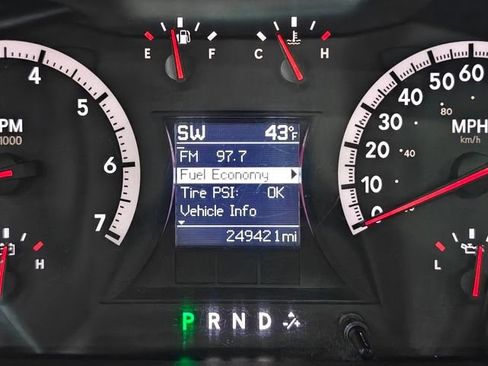 4
5
6
7
PM
1000
H
E
F
C
H
SW 43°F
FM 97.7
Fuel Economy
Tire PSI: OK
Vehicle Info
249421mi
P R N D
60
50
40
30
20
10
0
80
40
MPH
km/h
L